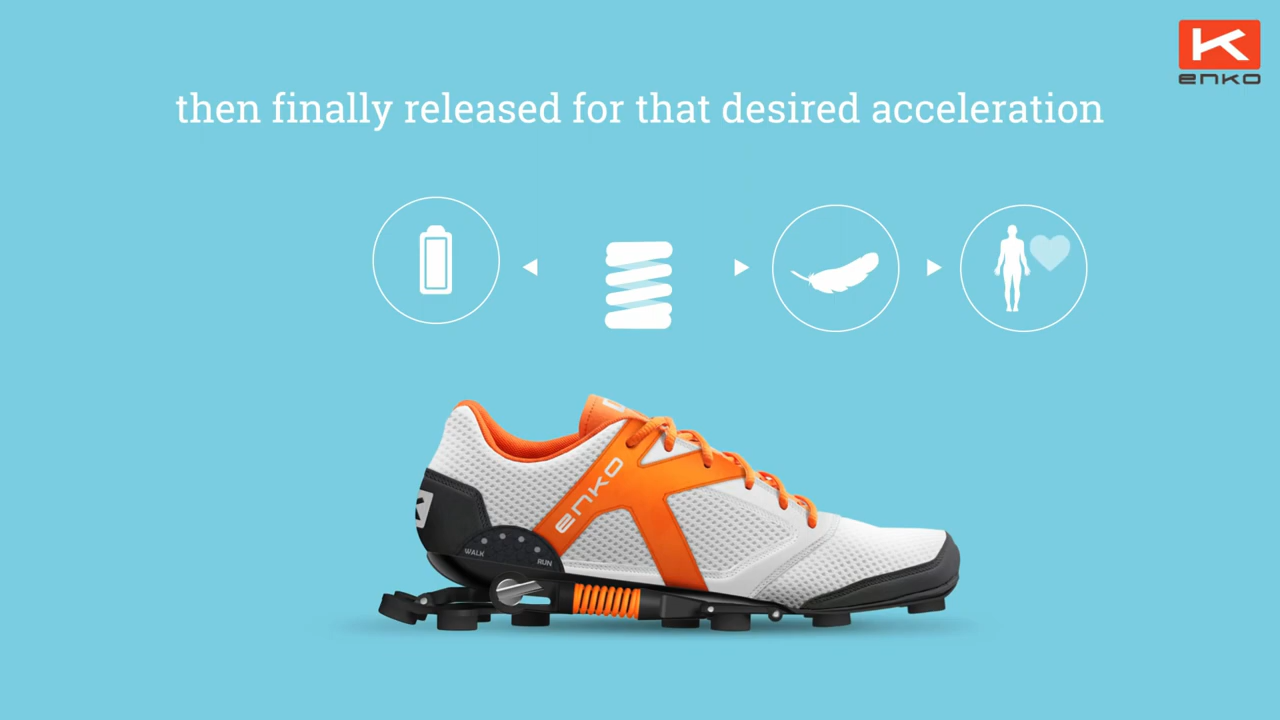 K
enko
then finally released for that desired acceleration
enko
WALK
RUN